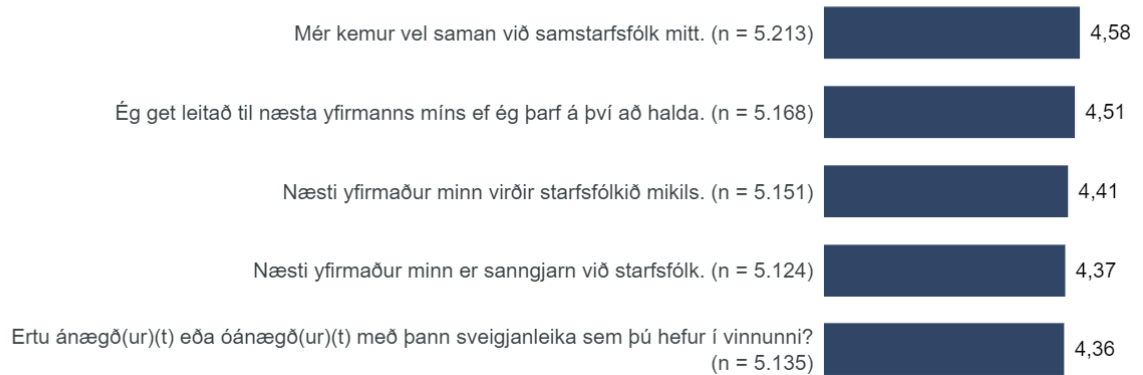 Mér kemur vel saman við samstarfsfólk mitt. (n = 5.213) 4,58
Ég get leitað til næsta yfirmanns míns ef ég þarf á því að halda. (n = 5.168) 4,51
Næsti yfirmaður minn virðir starfsfólkið mikils. (n = 5.151) 4,41
Næsti yfirmaður minn er sanngjarn við starfsfólk. (n = 5.124) 4,37
Ertu ánægð(ur)(t) eða óánægð(ur)(t) með þann sveigjanleika sem þú hefur í vinnunni?
(n = 5.135) 4,36